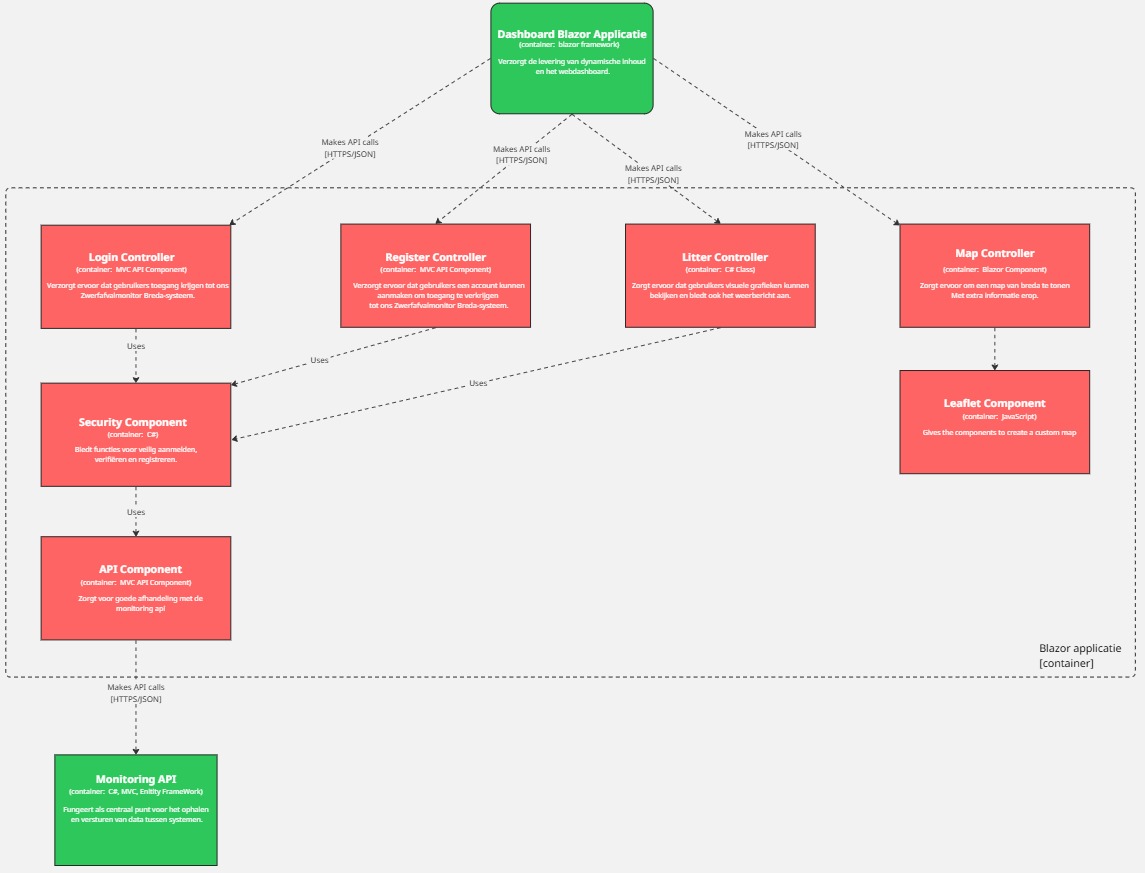 Dashboard Blazor Applicatie
(container: blazor framework)
Verzorgt de levering van dynamische inhoud
en het webdashboard.
Makes API calls
[HTTPS/JSON]
Makes API calls
[HTTPS/JSON]
Makes API calls
[HTTPS/JSON]
Makes API calls
[HTTPS/JSON]
Login Controller
(container: MVC API Component)
Verzorgt ervoor dat gebruikers toegang krijgen tot ons
Zwerfafvalmonitor Breda-systeem.
Register Controller
(container: MVC API Component)
Verzorgt ervoor dat gebruikers een account kunnen
aanmaken om toegang te verkrijgen
tot ons Zwerfafvalmonitor Breda-systeem.
Litter Controller
(container: C# Class)
Zorgt ervoor dat gebruikers visuele grafieken kunnen
bekijken en biedt ook het weerbericht aan.
Map Controller
(container: Blazor Component)
Zorgt ervoor om een map van breda te tonen
Met extra informatie erop.
Uses
Uses
Uses
Security Component
(container: C#)
Biedt functies voor veilig aanmelden,
verifiëren en registreren.
Leaflet Component
(container: JavaScript)
Gives the components to create a custom map
Uses
API Component
(container: MVC API Component)
Zorgt voor goede afhandeling met de
monitoring api
Blazor applicatie
[container]
Makes API calls
[HTTPS/JSON]
Monitoring API
(container: C#, MVC, Enitity FrameWork)
Fungeert als centraal punt voor het ophalen
en versturen van data tussen systemen.